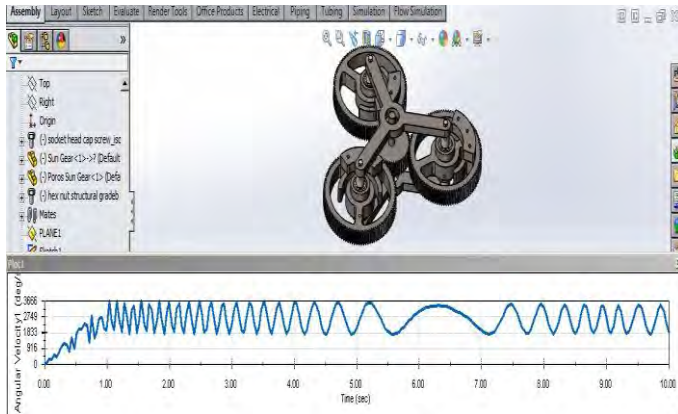 Assembly Layout Sketch Evaluate Render Tools Office Products Electrical Piping Tubing Simulation Flow Simulation
»
Top
Right
Origin
(-) socket head cap screw_isc
(-) Sun Gear<1>->? (Default
(-) Poros Sun Gear<1> (Defa
(-) hex nut structural gradeb
Mates
PLANE1
Sketch1
Plot1
Angular Velocity1 (deg/
3666
2749
1833
916
0
0.00 1.00 2.00 3.00 4.00 5.00 6.00 7.00 8.00 9.00 10.00
Time (sec)